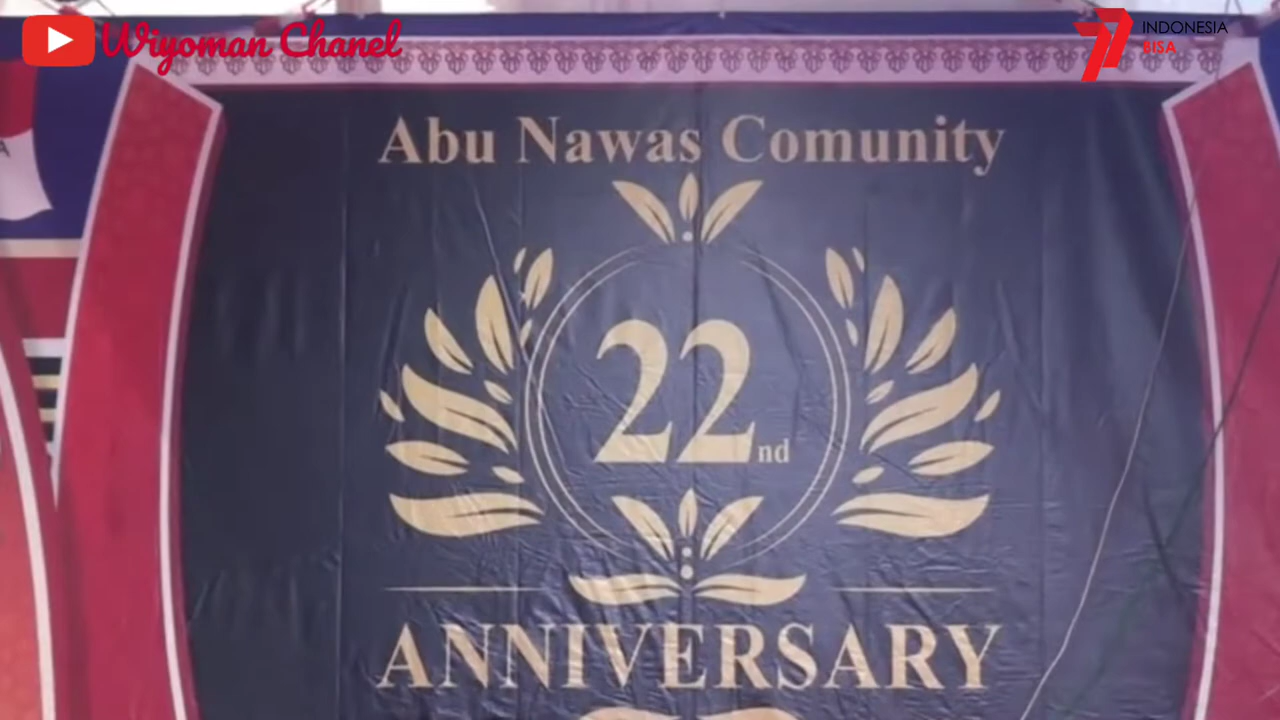 Wiyoman Chanel
INDONESIA
BISA
A
Abu Nawas Comunity
22nd
ANNIVERSARY